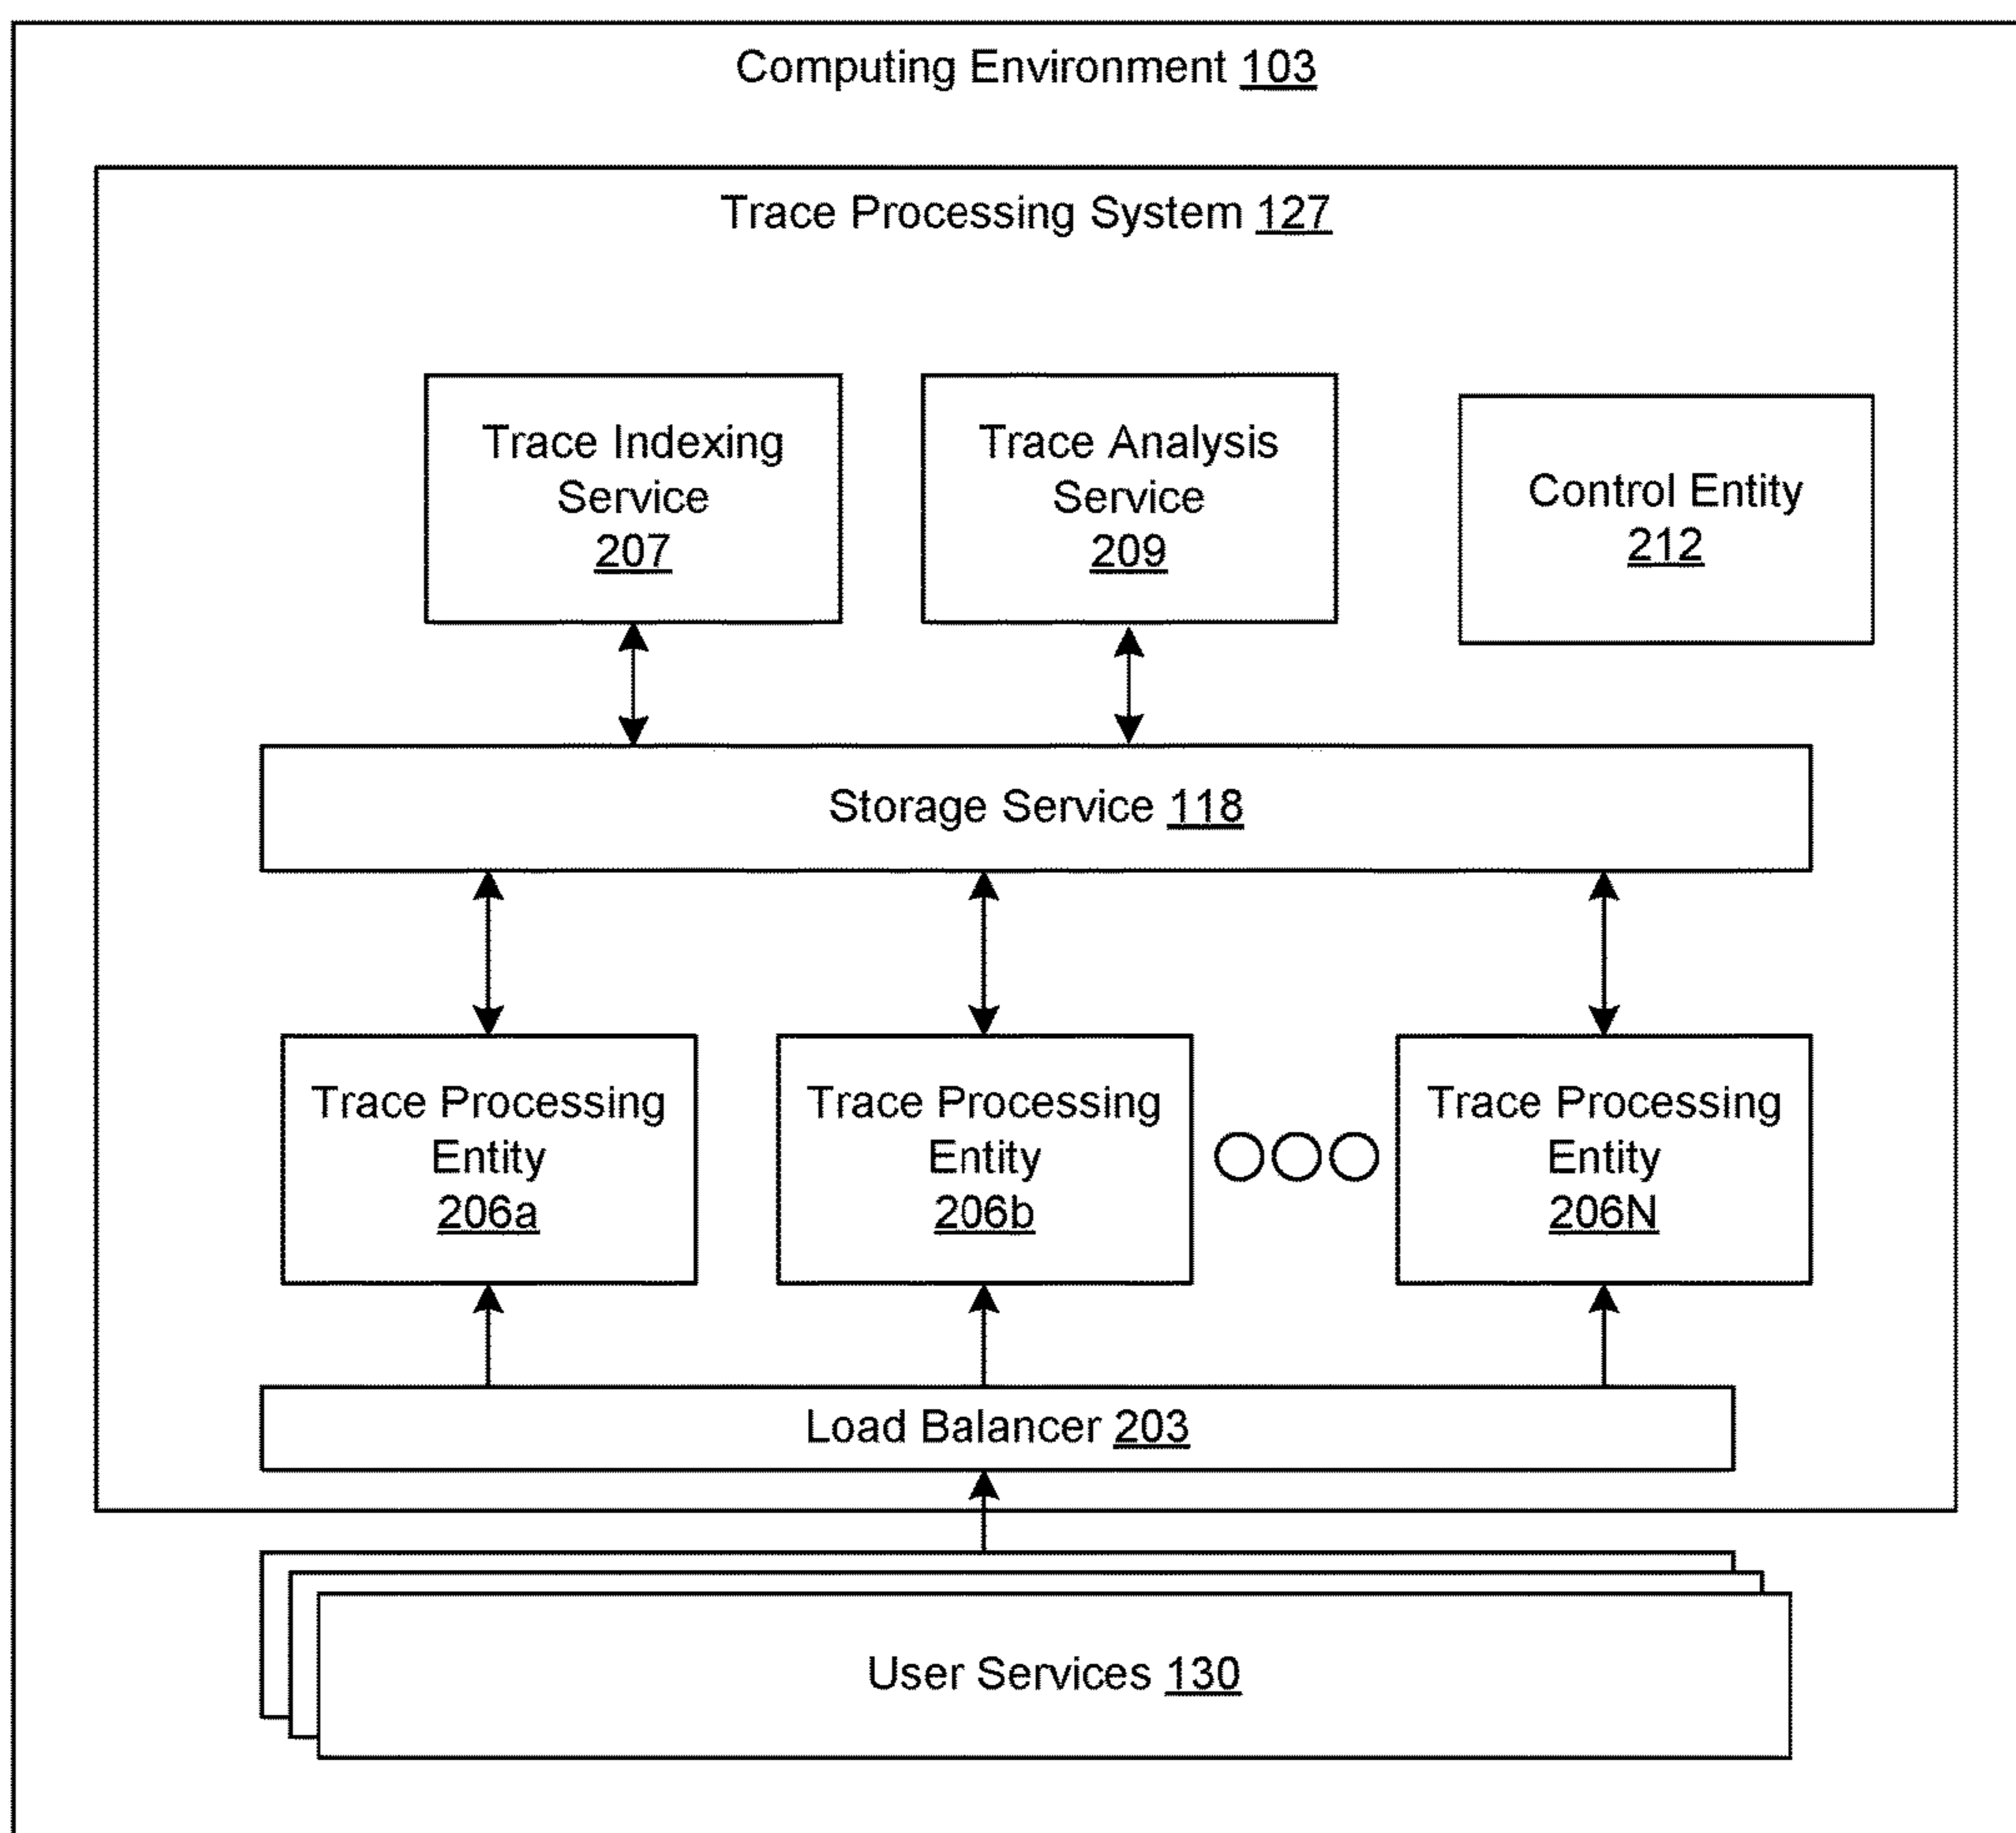 Computing Environment 103
Trace Processing System 127
Trace Indexing
Service
207
Trace Analysis
Service
209
Control Entity
212
Storage Service 118
Trace Processing
Entity
206a
Trace Processing
Entity
206b
Trace Processing
Entity
206N
Load Balancer 203
User Services 130